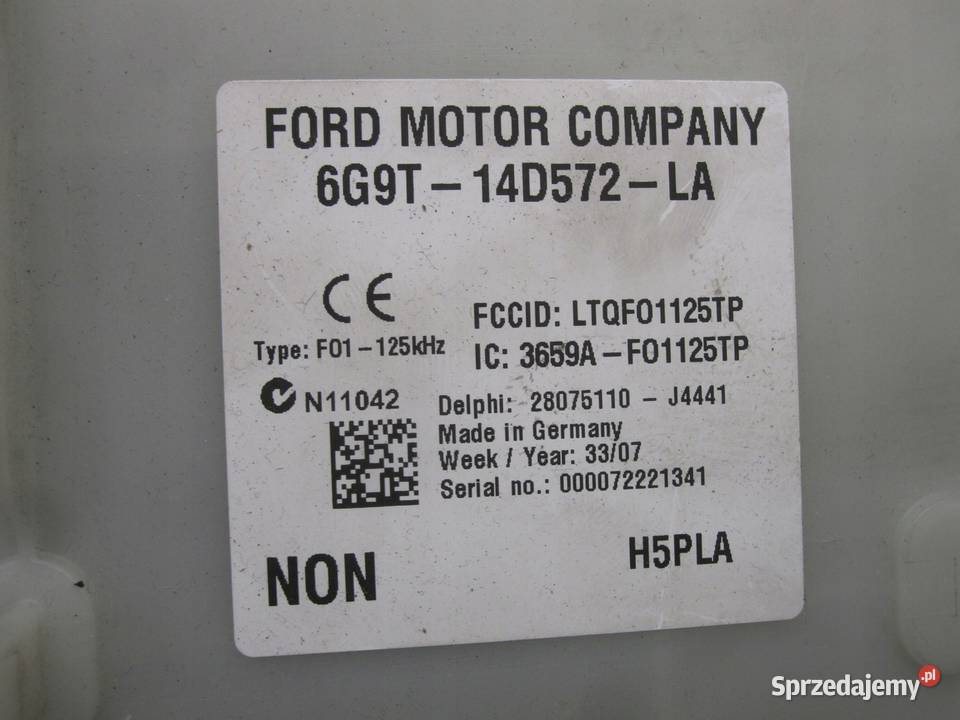 FORD MOTOR COMPANY
6G9T-14D572-LA
CE
FCCID: LTQFO1125TP
Type: FO1-125kHz
IC: 3659A-FO1125TP
N11042
Delphi: 28075110 - J4441
Made in Germany
Week / Year: 33/07
Serial no.: 000072221341
NON
H5PLA
Sprzedajemy.pl